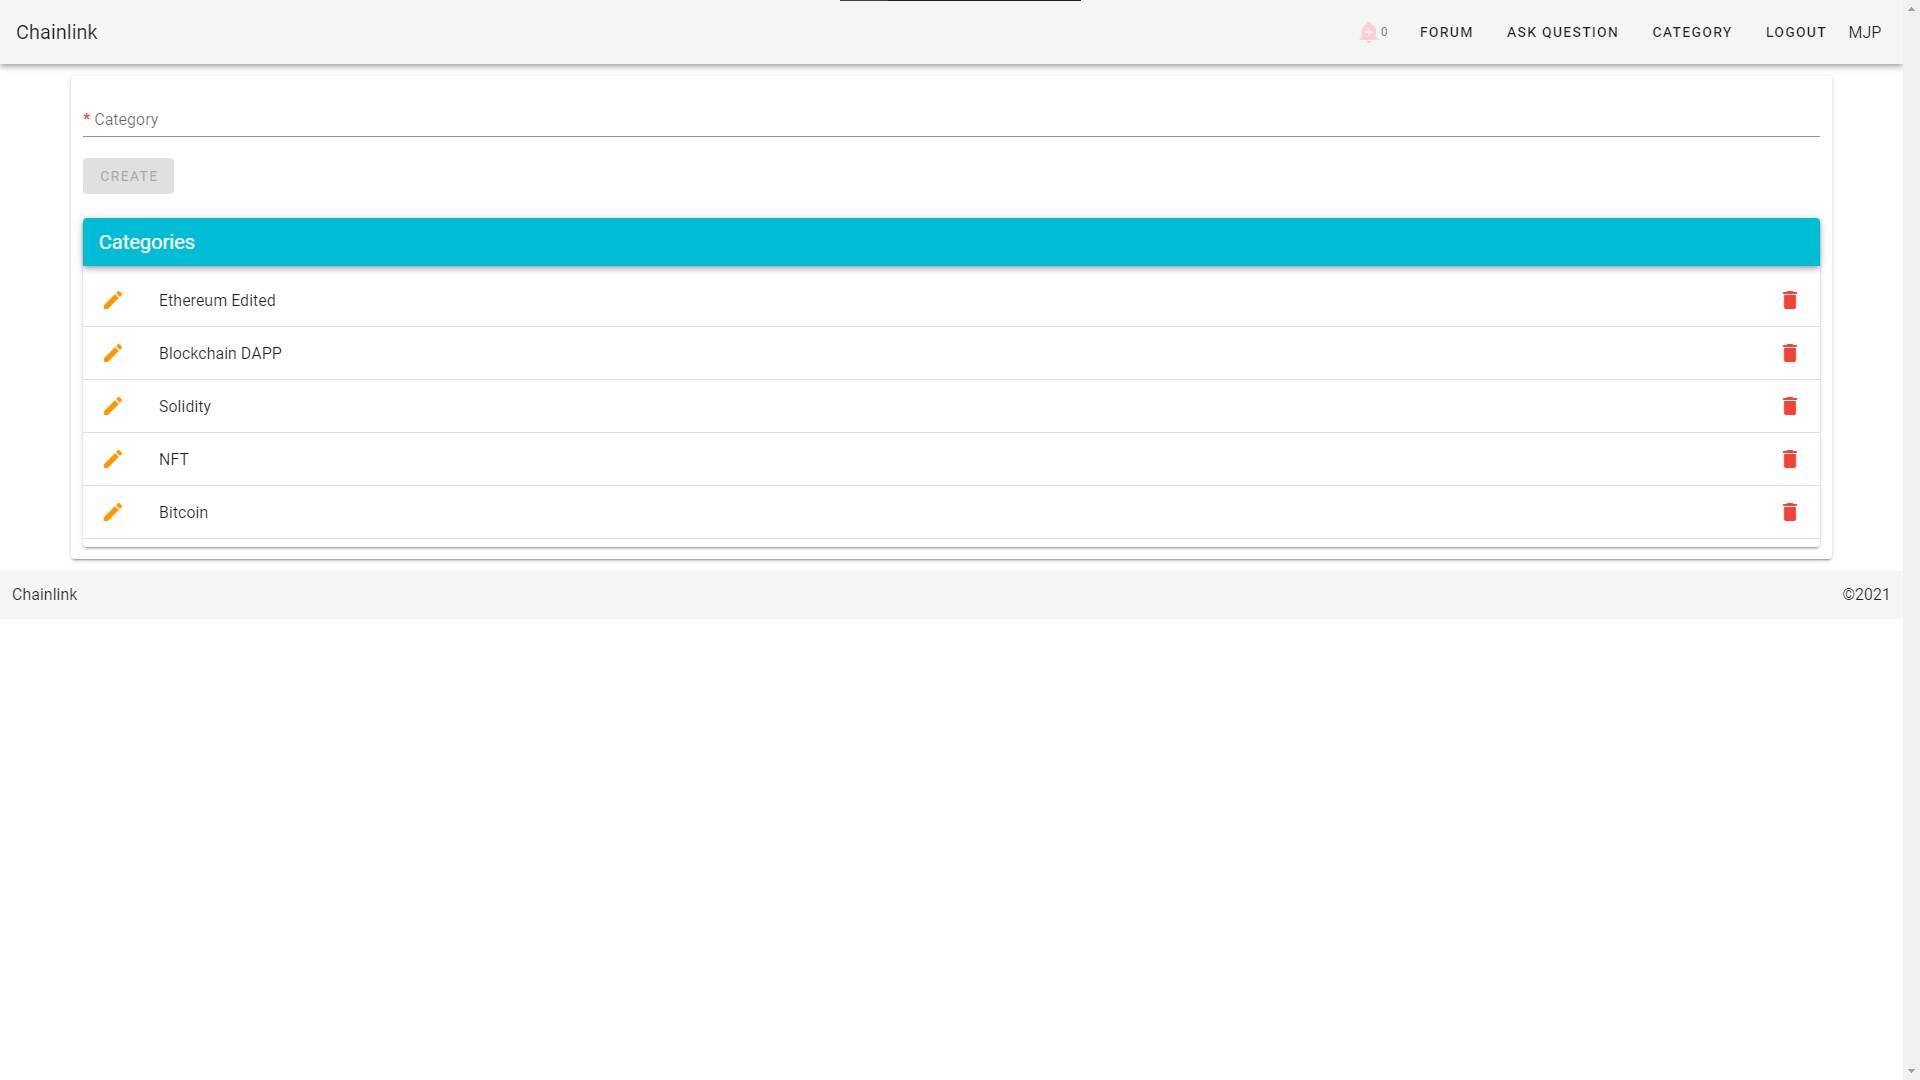 Chainlink
0 FORUM ASK QUESTION CATEGORY LOGOUT MJP
* Category
CREATE
Categories
Ethereum Edited
Blockchain DAPP
Solidity
NFT
Bitcoin
Chainlink ©2021